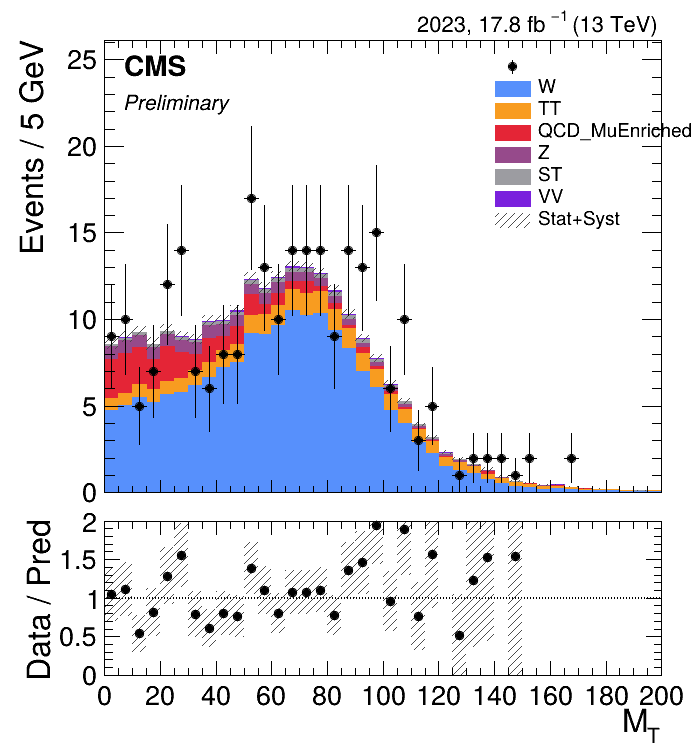 2023, 17.8 fb⁻¹ (13 TeV)
Events / 5 GeV
25
20
15
10
5
0
CMS
Preliminary
W
TT
QCD_MuEnriched
Z
ST
VV
Stat+Syst
Data / Pred
2
1.5
1
0.5
0
0 20 40 60 80 100 120 140 160 180 200
M_T